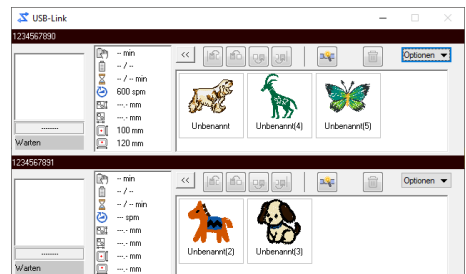 USB-Link
1234567890
-- min
-- / --
-- / -- min
600 spm
---.- mm
---.- mm
100 mm
120 mm
--------
Warten
<<
Optionen
Unbenannt
Unbenannt(4)
Unbenannt(5)
1234567891
-- min
-- / --
-- / -- min
--- spm
---.- mm
---.- mm
---.- mm
---.- mm
--------
Warten
<<
Optionen
Unbenannt(2)
Unbenannt(3)